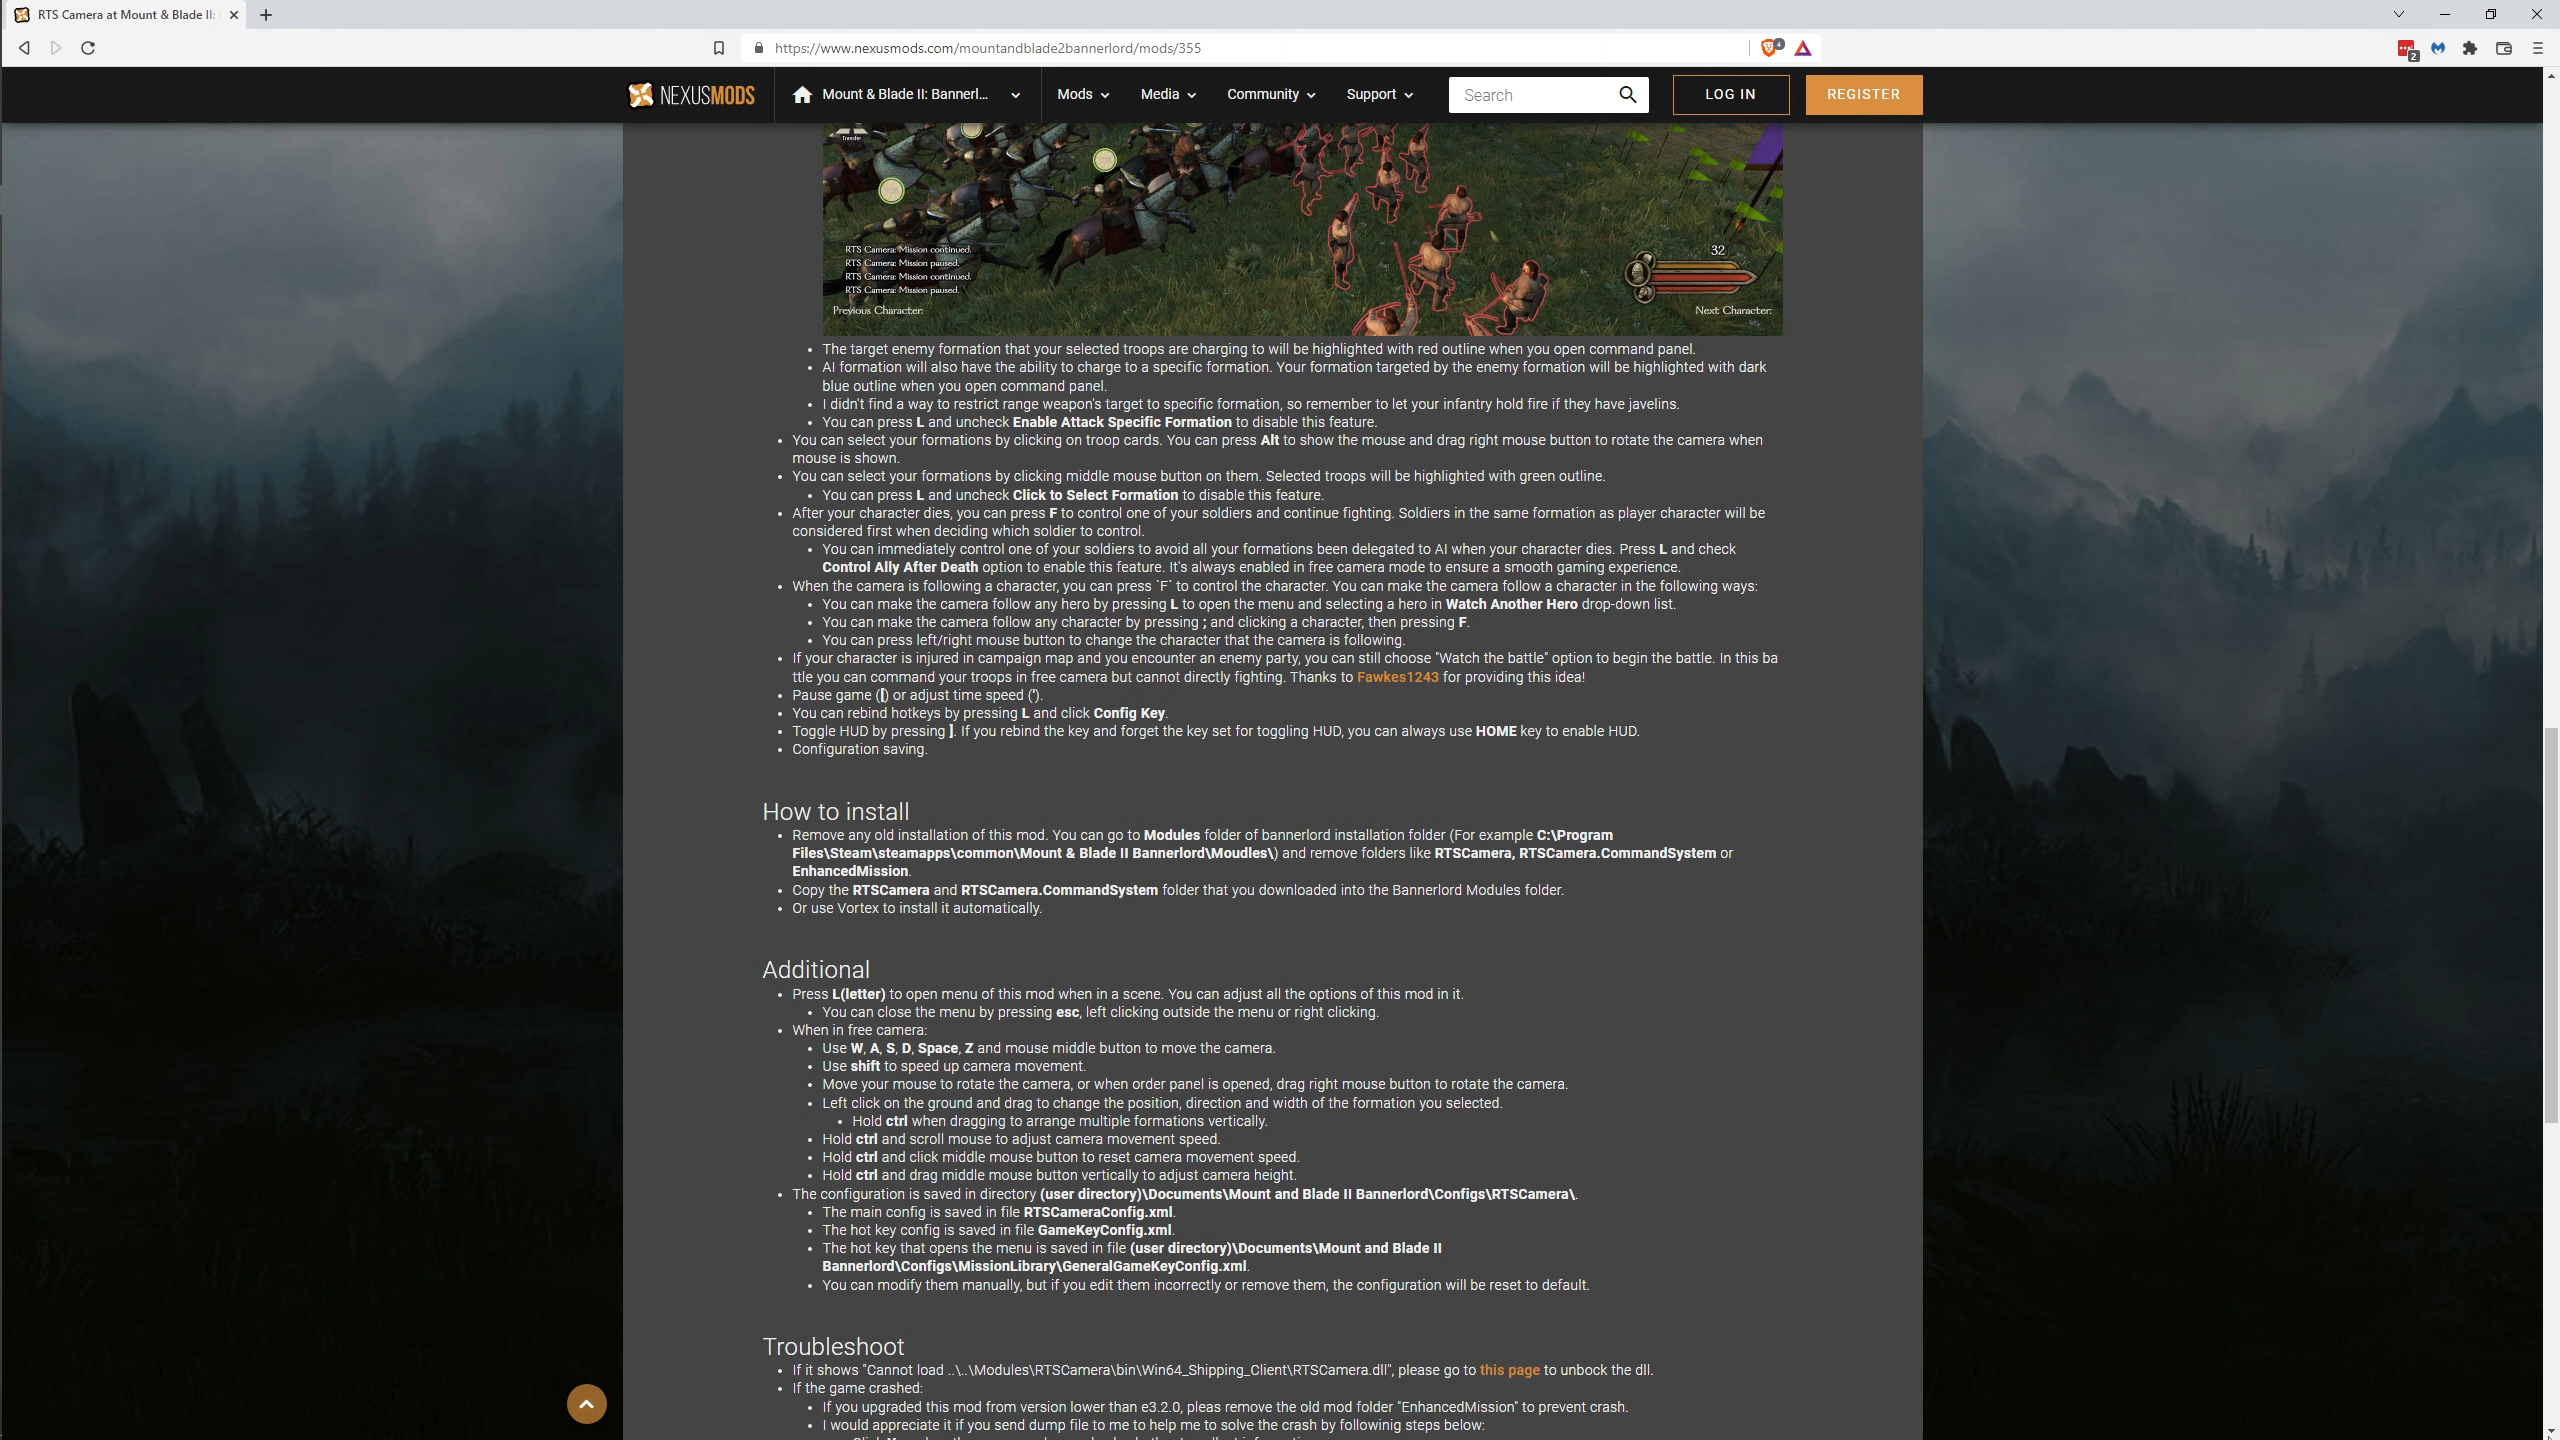 RTS Camera at Mount & Blade II:
https://www.nexusmods.com/mountandblade2bannerlord/mods/355
4
2
NEXUSMODS
Mount & Blade II: Bannerl...
Mods
Media
Community
Support
Search
LOG IN
REGISTER
Transfer
RTS Camera: Mission continued.
RTS Camera: Mission paused.
RTS Camera: Mission continued.
RTS Camera: Mission paused.
32
Previous Character:
Next Character:
• The target enemy formation that your selected troops are charging to will be highlighted with red outline when you open command panel.
• AI formation will also have the ability to charge to a specific formation. Your formation targeted by the enemy formation will be highlighted with dark
blue outline when you open command panel.
• I didn't find a way to restrict range weapon's target to specific formation, so remember to let your infantry hold fire if they have javelins.
• You can press L and uncheck Enable Attack Specific Formation to disable this feature.
• You can select your formations by clicking on troop cards. You can press Alt to show the mouse and drag right mouse button to rotate the camera when
mouse is shown.
• You can select your formations by clicking middle mouse button on them. Selected troops will be highlighted with green outline.
• You can press L and uncheck Click to Select Formation to disable this feature.
• After your character dies, you can press F to control one of your soldiers and continue fighting. Soldiers in the same formation as player character will be
considered first when deciding which soldier to control.
• You can immediately control one of your soldiers to avoid all your formations been delegated to AI when your character dies. Press L and check
Control Ally After Death option to enable this feature. It's always enabled in free camera mode to ensure a smooth gaming experience.
• When the camera is following a character, you can press `F` to control the character. You can make the camera follow a character in the following ways:
• You can make the camera follow any hero by pressing L to open the menu and selecting a hero in Watch Another Hero drop-down list.
• You can make the camera follow any character by pressing ; and clicking a character, then pressing F.
• You can press left/right mouse button to change the character that the camera is following.
• If your character is injured in campaign map and you encounter an enemy party, you can still choose "Watch the battle" option to begin the battle. In this ba
ttle you can command your troops in free camera but cannot directly fighting. Thanks to Fawkes1243 for providing this idea!
• Pause game ([) or adjust time speed (').
• You can rebind hotkeys by pressing L and click Config Key.
• Toggle HUD by pressing ]. If you rebind the key and forget the key set for toggling HUD, you can always use HOME key to enable HUD.
• Configuration saving.
How to install
• Remove any old installation of this mod. You can go to Modules folder of bannerlord installation folder (For example C:\Program
Files\Steam\steamapps\common\Mount & Blade II Bannerlord\Moudles\) and remove folders like RTSCamera, RTSCamera.CommandSystem or
EnhancedMission.
• Copy the RTSCamera and RTSCamera.CommandSystem folder that you downloaded into the Bannerlord Modules folder.
• Or use Vortex to install it automatically.
Additional
• Press L(letter) to open menu of this mod when in a scene. You can adjust all the options of this mod in it.
• You can close the menu by pressing esc, left clicking outside the menu or right clicking.
• When in free camera:
• Use W, A, S, D, Space, Z and mouse middle button to move the camera.
• Use shift to speed up camera movement.
• Move your mouse to rotate the camera, or when order panel is opened, drag right mouse button to rotate the camera.
• Left click on the ground and drag to change the position, direction and width of the formation you selected.
• Hold ctrl when dragging to arrange multiple formations vertically.
• Hold ctrl and scroll mouse to adjust camera movement speed.
• Hold ctrl and click middle mouse button to reset camera movement speed.
• Hold ctrl and drag middle mouse button vertically to adjust camera height.
• The configuration is saved in directory (user directory)\Documents\Mount and Blade II Bannerlord\Configs\RTSCamera\.
• The main config is saved in file RTSCameraConfig.xml.
• The hot key config is saved in file GameKeyConfig.xml.
• The hot key that opens the menu is saved in file (user directory)\Documents\Mount and Blade II
Bannerlord\Configs\MissionLibrary\GeneralGameKeyConfig.xml.
• You can modify them manually, but if you edit them incorrectly or remove them, the configuration will be reset to default.
Troubleshoot
• If it shows "Cannot load ..\..\Modules\RTSCamera\bin\Win64_Shipping_Client\RTSCamera.dll", please go to this page to unbock the dll.
• If the game crashed:
• If you upgraded this mod from version lower than e3.2.0, pleas remove the old mod folder "EnhancedMission" to prevent crash.
• I would appreciate it if you send dump file to me to help me to solve the crash by followinig steps below: